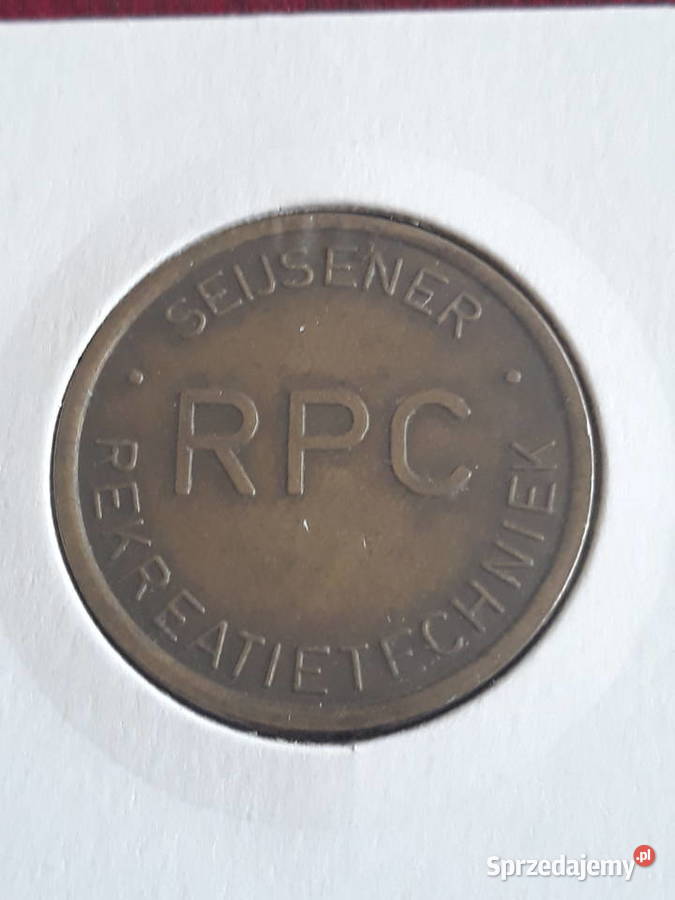 · SEIJSENER ·
RPC
REKREATIETECHNIEK
Sprzedajemy.pl